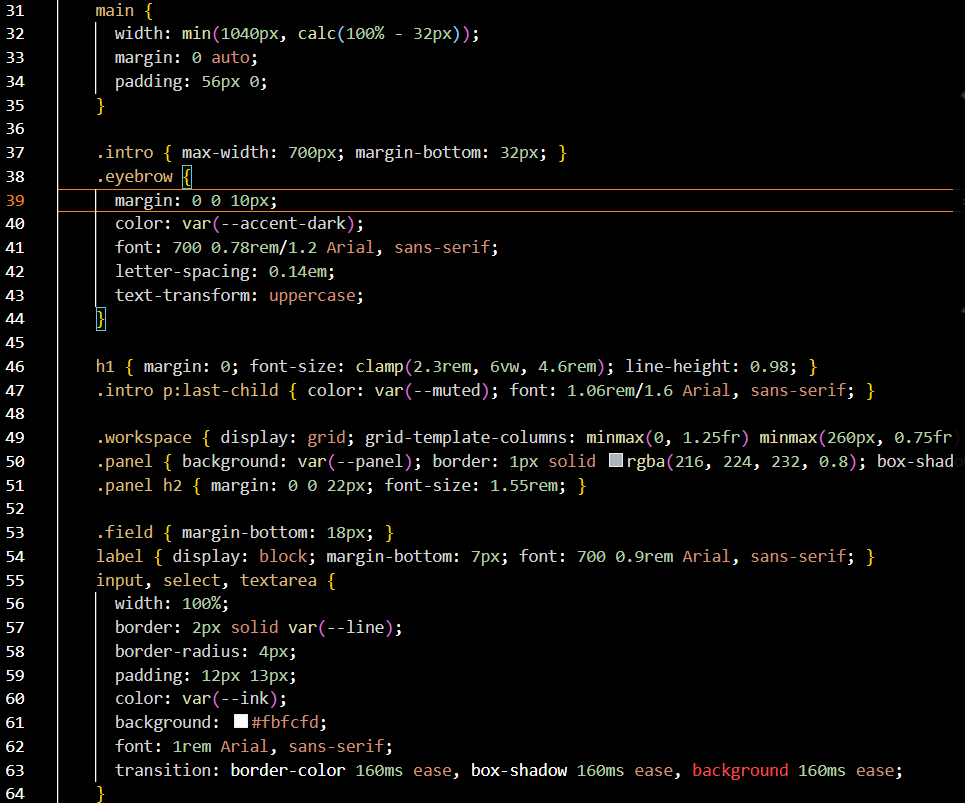 31 main {
32 width: min(1040px, calc(100% - 32px));
33 margin: 0 auto;
34 padding: 56px 0;
35 }
36
37 .intro { max-width: 700px; margin-bottom: 32px; }
38 .eyebrow {
39 margin: 0 0 10px;
40 color: var(--accent-dark);
41 font: 700 0.78rem/1.2 Arial, sans-serif;
42 letter-spacing: 0.14em;
43 text-transform: uppercase;
44 }
45
46 h1 { margin: 0; font-size: clamp(2.3rem, 6vw, 4.6rem); line-height: 0.98; }
47 .intro p:last-child { color: var(--muted); font: 1.06rem/1.6 Arial, sans-serif; }
48
49 .workspace { display: grid; grid-template-columns: minmax(0, 1.25fr) minmax(260px, 0.75fr)
50 .panel { background: var(--panel); border: 1px solid rgba(216, 224, 232, 0.8); box-shado
51 .panel h2 { margin: 0 0 22px; font-size: 1.55rem; }
52
53 .field { margin-bottom: 18px; }
54 label { display: block; margin-bottom: 7px; font: 700 0.9rem Arial, sans-serif; }
55 input, select, textarea {
56 width: 100%;
57 border: 2px solid var(--line);
58 border-radius: 4px;
59 padding: 12px 13px;
60 color: var(--ink);
61 background: #fbfcfd;
62 font: 1rem Arial, sans-serif;
63 transition: border-color 160ms ease, box-shadow 160ms ease, background 160ms ease;
64 }